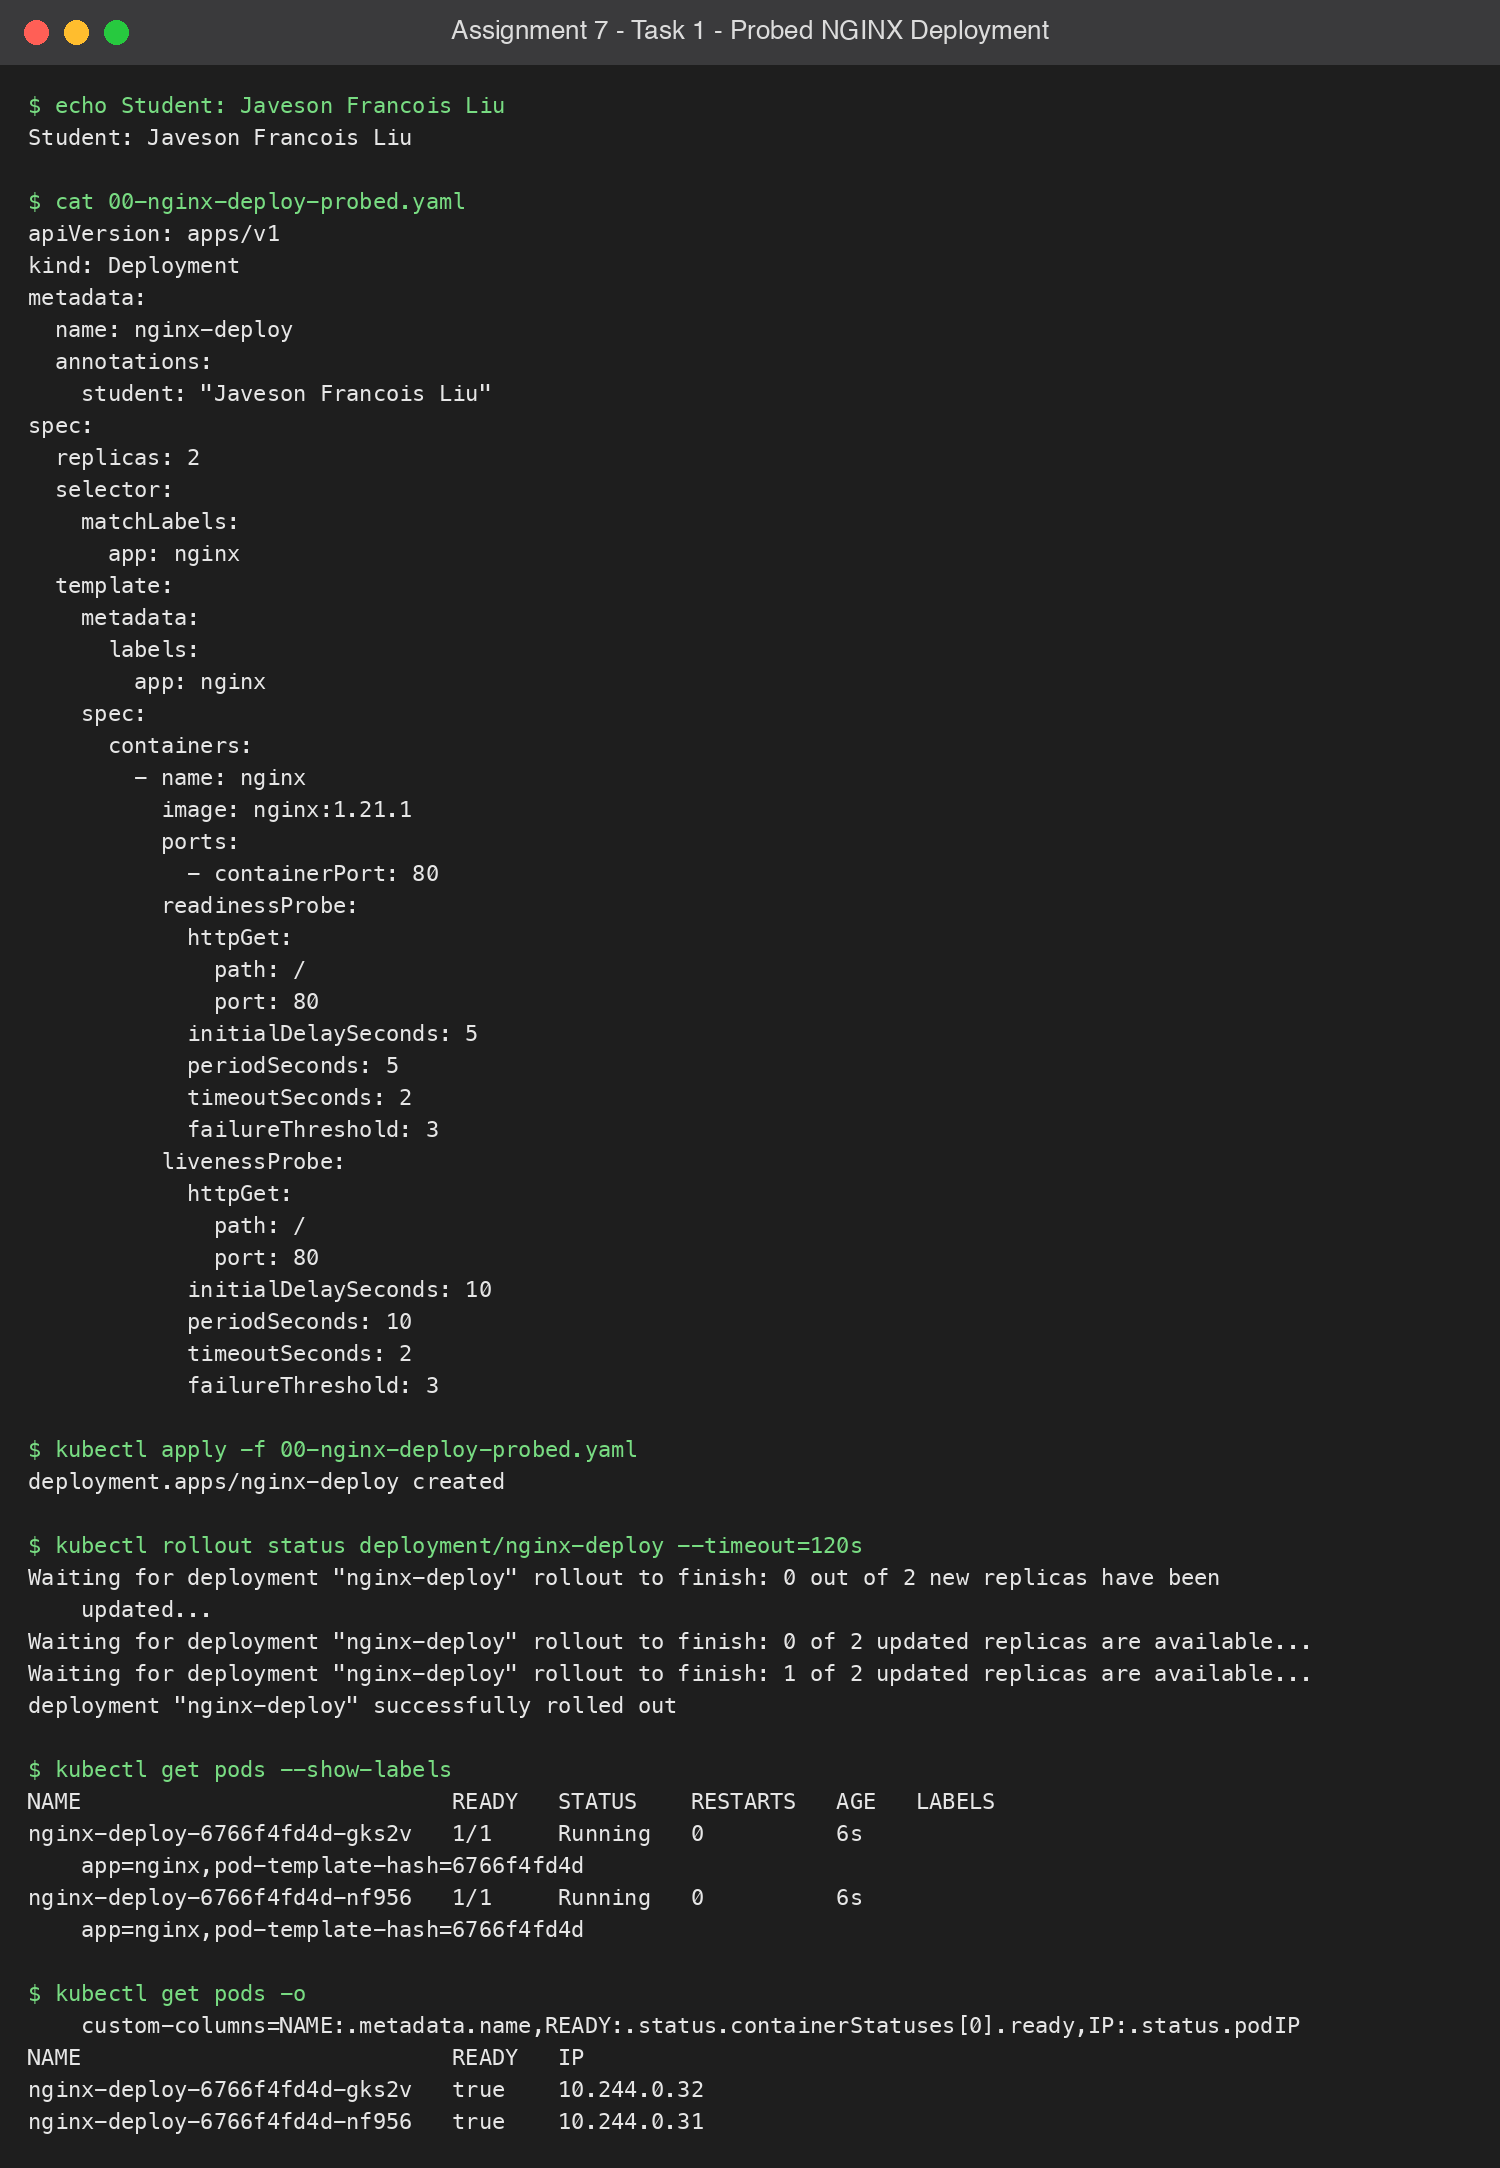 Assignment 7 - Task 1 - Probed NGINX Deployment
$ echo Student: Javeson Francois Liu
Student: Javeson Francois Liu
$ cat 00-nginx-deploy-probed.yaml
apiVersion: apps/v1
kind: Deployment
metadata:
  name: nginx-deploy
  annotations:
    student: "Javeson Francois Liu"
spec:
  replicas: 2
  selector:
    matchLabels:
      app: nginx
  template:
    metadata:
      labels:
        app: nginx
    spec:
      containers:
        - name: nginx
          image: nginx:1.21.1
          ports:
            - containerPort: 80
          readinessProbe:
            httpGet:
              path: /
              port: 80
            initialDelaySeconds: 5
            periodSeconds: 5
            timeoutSeconds: 2
            failureThreshold: 3
          livenessProbe:
            httpGet:
              path: /
              port: 80
            initialDelaySeconds: 10
            periodSeconds: 10
            timeoutSeconds: 2
            failureThreshold: 3
$ kubectl apply -f 00-nginx-deploy-probed.yaml
deployment.apps/nginx-deploy created
$ kubectl rollout status deployment/nginx-deploy --timeout=120s
Waiting for deployment "nginx-deploy" rollout to finish: 0 out of 2 new replicas have been
    updated...
Waiting for deployment "nginx-deploy" rollout to finish: 0 of 2 updated replicas are available...
Waiting for deployment "nginx-deploy" rollout to finish: 1 of 2 updated replicas are available...
deployment "nginx-deploy" successfully rolled out
$ kubectl get pods --show-labels
NAME                            READY   STATUS    RESTARTS   AGE   LABELS
nginx-deploy-6766f4fd4d-gks2v   1/1     Running   0          6s
    app=nginx,pod-template-hash=6766f4fd4d
nginx-deploy-6766f4fd4d-nf956   1/1     Running   0          6s
    app=nginx,pod-template-hash=6766f4fd4d
$ kubectl get pods -o
    custom-columns=NAME:.metadata.name,READY:.status.containerStatuses[0].ready,IP:.status.podIP
NAME                            READY   IP
nginx-deploy-6766f4fd4d-gks2v   true    10.244.0.32
nginx-deploy-6766f4fd4d-nf956   true    10.244.0.31